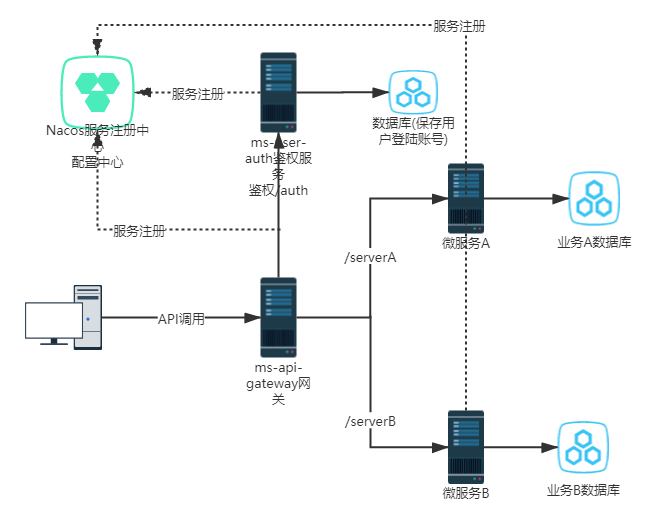 服务注册
服务注册
Nacos服务注册中
心
配置中心
ms-user-
auth鉴权服
务
鉴权/auth
数据库(保存用
户登陆账号)
服务注册
/serverA
微服务A
业务A数据库
API调用
ms-api-
gateway网
关
/serverB
微服务B
业务B数据库